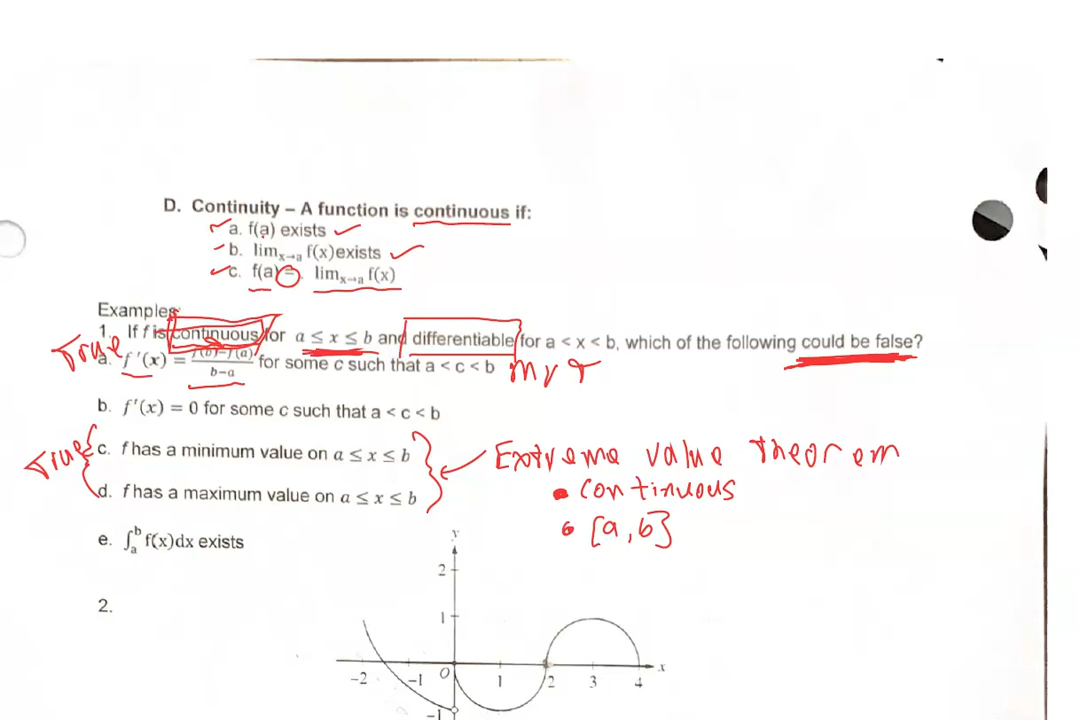 D. Continuity – A function is continuous if:
a. f(a) exists
b. lim x→a f(x)exists
c. f(a) = lim x→a f(x)
Examples
1. If f is continuous for a ≤ x ≤ b and differentiable for a < x < b, which of the following could be false?
True
a. f'(x) = f(b)−f(a) / b−a for some c such that a < c < b MVT
b. f'(x) = 0 for some c such that a < c < b
True c. f has a minimum value on a ≤ x ≤ b Extreme value Theorem
d. f has a maximum value on a ≤ x ≤ b • continuous
• [a,b]
e. ∫ₐᵇ f(x)dx exists
2.
y
2
1
-2 -1 O 1 2 3 4 x
-1